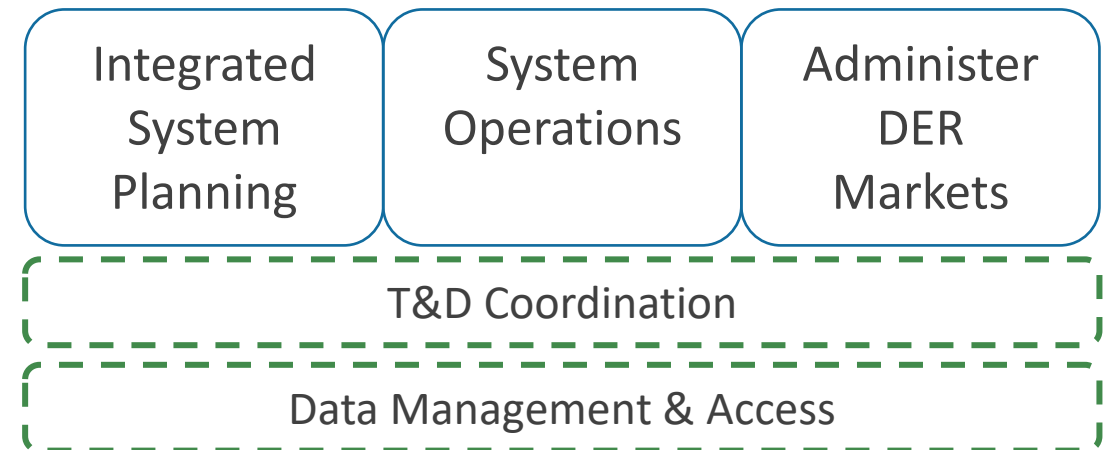 Integrated
System
Planning
System
Operations
Administer
DER
Markets
T&D Coordination
Data Management & Access